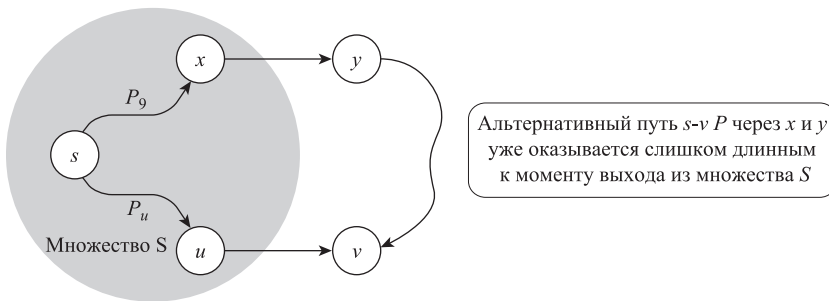 x
y
P9
s
Альтернативный путь s-v P через x и y
уже оказывается слишком длинным
к моменту выхода из множества S
Pu
Множество S
u
v